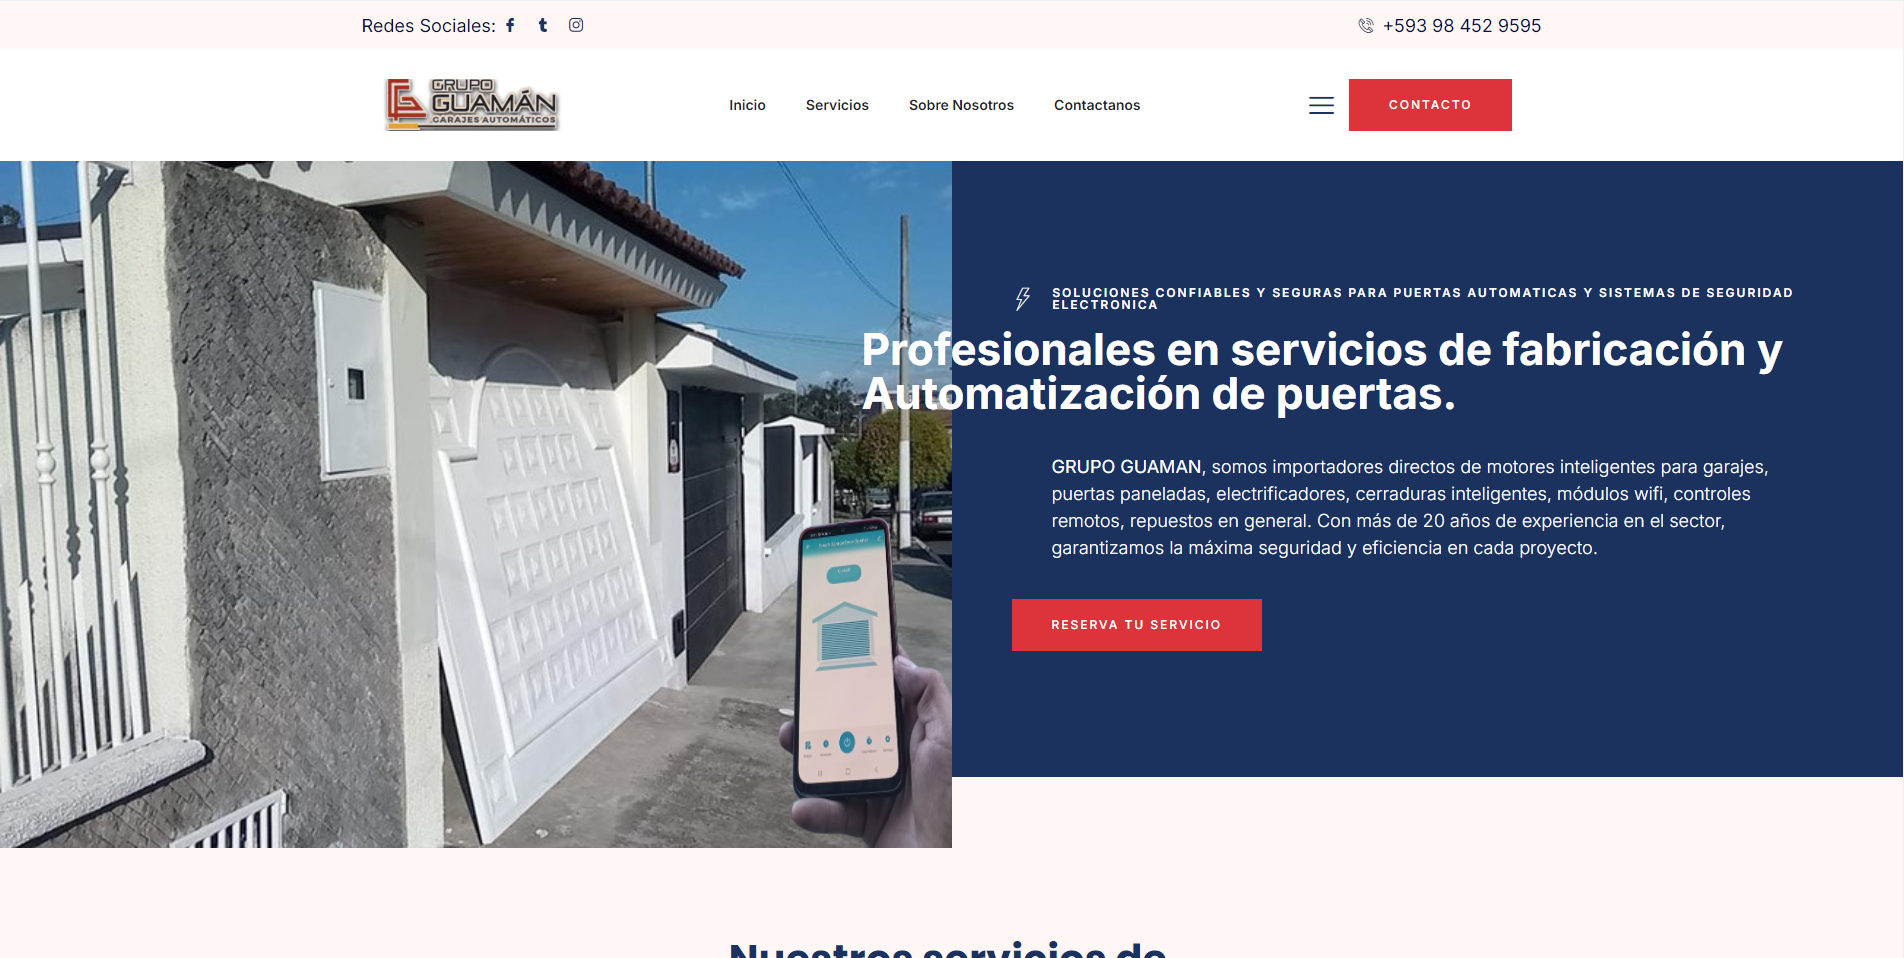 Redes Sociales:
+593 98 452 9595
GRUPO
GUAMÁN
GARAJES AUTOMÁTICOS
Inicio
Servicios
Sobre Nosotros
Contactanos
CONTACTO
SOLUCIONES CONFIABLES Y SEGURAS PARA PUERTAS AUTOMATICAS Y SISTEMAS DE SEGURIDAD
ELECTRONICA
Profesionales en servicios de fabricación y
Automatización de puertas.
GRUPO GUAMAN, somos importadores directos de motores inteligentes para garajes,
puertas paneladas, electrificadores, cerraduras inteligentes, módulos wifi, controles
remotos, repuestos en general. Con más de 20 años de experiencia en el sector,
garantizamos la máxima seguridad y eficiencia en cada proyecto.
RESERVA TU SERVICIO
Nuestros servicios de